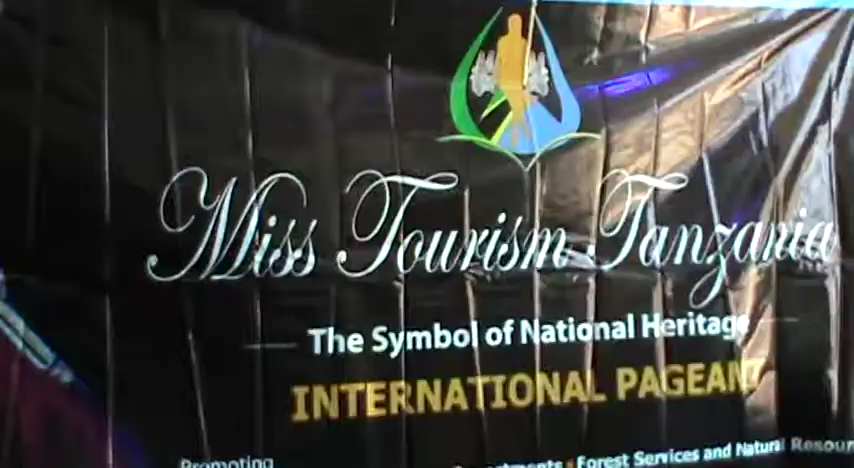 Miss Tourism Tanzania
The Symbol of National Heritage
INTERNATIONAL PAGEANT
Promoting Forest Services and Natural